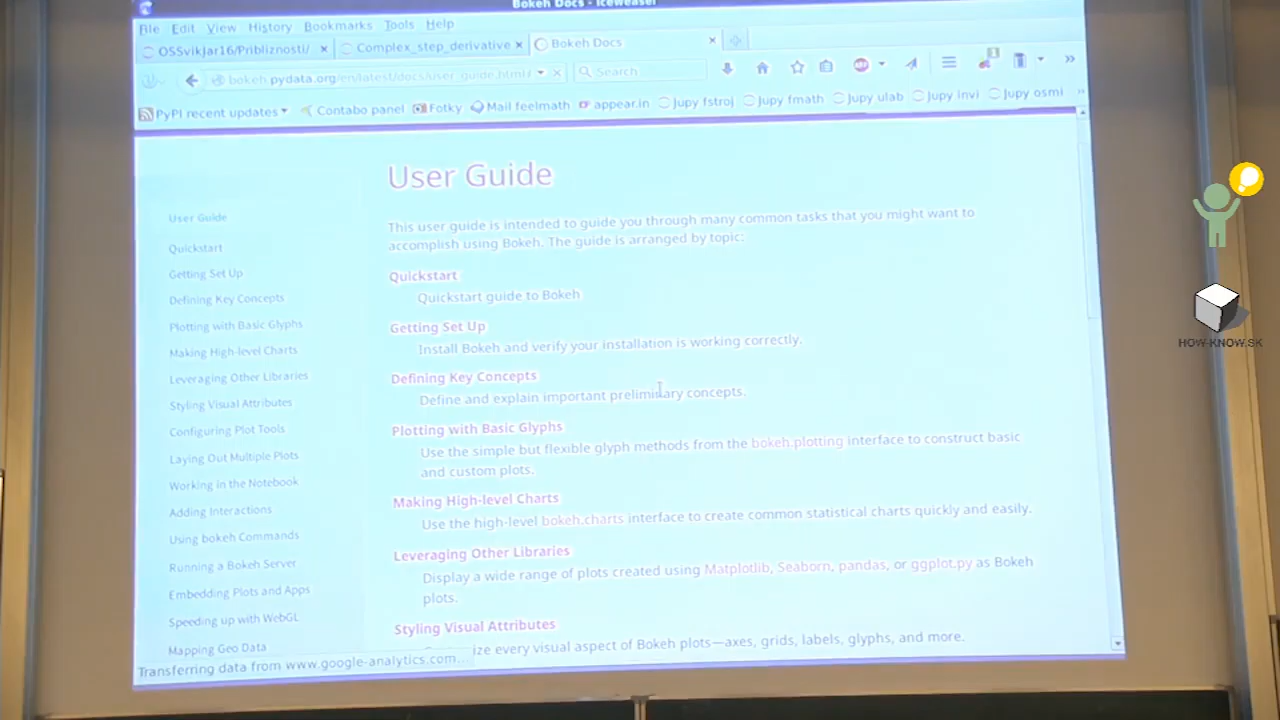 Bokeh Docs - Iceweasel
File Edit View History Bookmarks Tools Help
OSSvikJar16/Pribliznosti/ × Complex_step_derivative × Bokeh Docs ×
bokeh.pydata.org/en/latest/docs/user_guide.html Search
PyPI recent updates Contabo panel Fotky Mail feelmath appear.in Jupy fstroj Jupy fmath Jupy ulab Jupy invi Jupy osmi
User Guide
Quickstart
Getting Set Up
Defining Key Concepts
Plotting with Basic Glyphs
Making High-level Charts
Leveraging Other Libraries
Styling Visual Attributes
Configuring Plot Tools
Laying Out Multiple Plots
Working in the Notebook
Adding Interactions
Using bokeh Commands
Running a Bokeh Server
Embedding Plots and Apps
Speeding up with WebGL
Mapping Geo Data
User Guide
This user guide is intended to guide you through many common tasks that you might want to
accomplish using Bokeh. The guide is arranged by topic:
Quickstart
Quickstart guide to Bokeh
Getting Set Up
Install Bokeh and verify your installation is working correctly.
Defining Key Concepts
Define and explain important preliminary concepts.
Plotting with Basic Glyphs
Use the simple but flexible glyph methods from the bokeh.plotting interface to construct basic
and custom plots.
Making High-level Charts
Use the high-level bokeh.charts interface to create common statistical charts quickly and easily.
Leveraging Other Libraries
Display a wide range of plots created using Matplotlib, Seaborn, pandas, or ggplot.py as Bokeh
plots.
Styling Visual Attributes
ize every visual aspect of Bokeh plots—axes, grids, labels, glyphs, and more.
Transferring data from www.google-analytics.com...
HOW-KNOW.SK